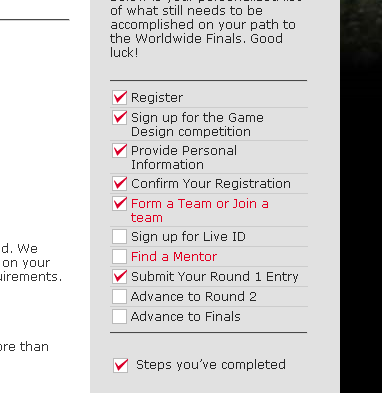 of what still needs to be
accomplished on your path to
the Worldwide Finals. Good
luck!
Register
Sign up for the Game
Design competition
Provide Personal
Information
Confirm Your Registration
Form a Team or Join a
team
Sign up for Live ID
Find a Mentor
Submit Your Round 1 Entry
Advance to Round 2
Advance to Finals
Steps you've completed
d. We
on your
uirements.
ore than